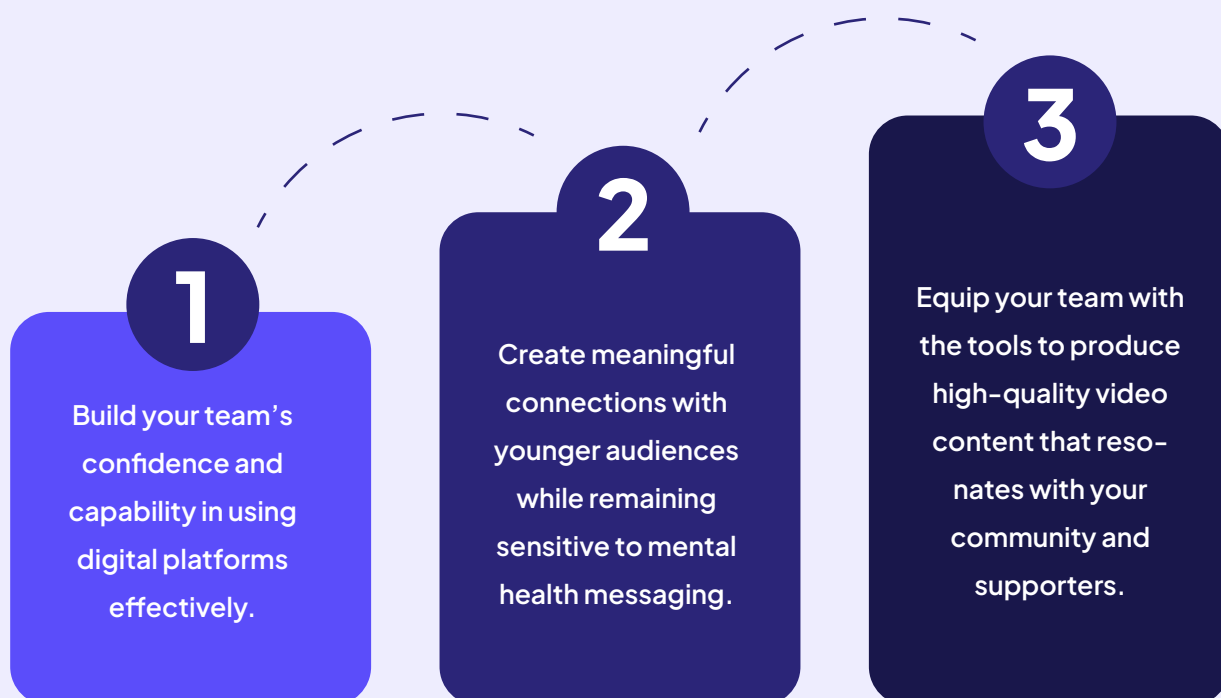 1
Build your team’s
confidence and
capability in using
digital platforms
effectively.
2
Create meaningful
connections with
younger audiences
while remaining
sensitive to mental
health messaging.
3
Equip your team with
the tools to produce
high-quality video
content that reso-
nates with your
community and
supporters.